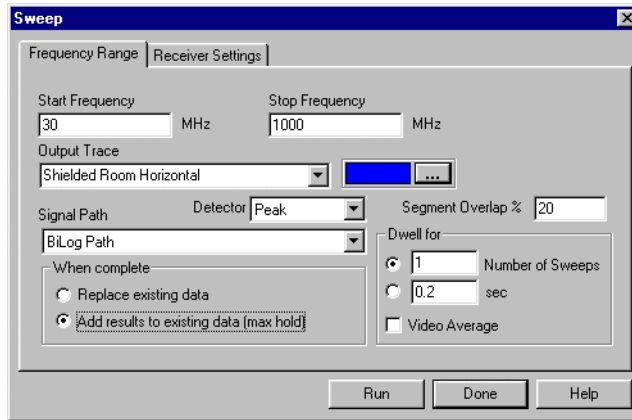 Sweep
Frequency Range Receiver Settings
Start Frequency Stop Frequency
30 MHz 1000 MHz
Output Trace
Shielded Room Horizontal ...
Signal Path Detector Peak Segment Overlap % 20
BiLog Path Dwell for
When complete 1 Number of Sweeps
Replace existing data 0.2 sec
Add results to existing data (max hold) Video Average
Run Done Help